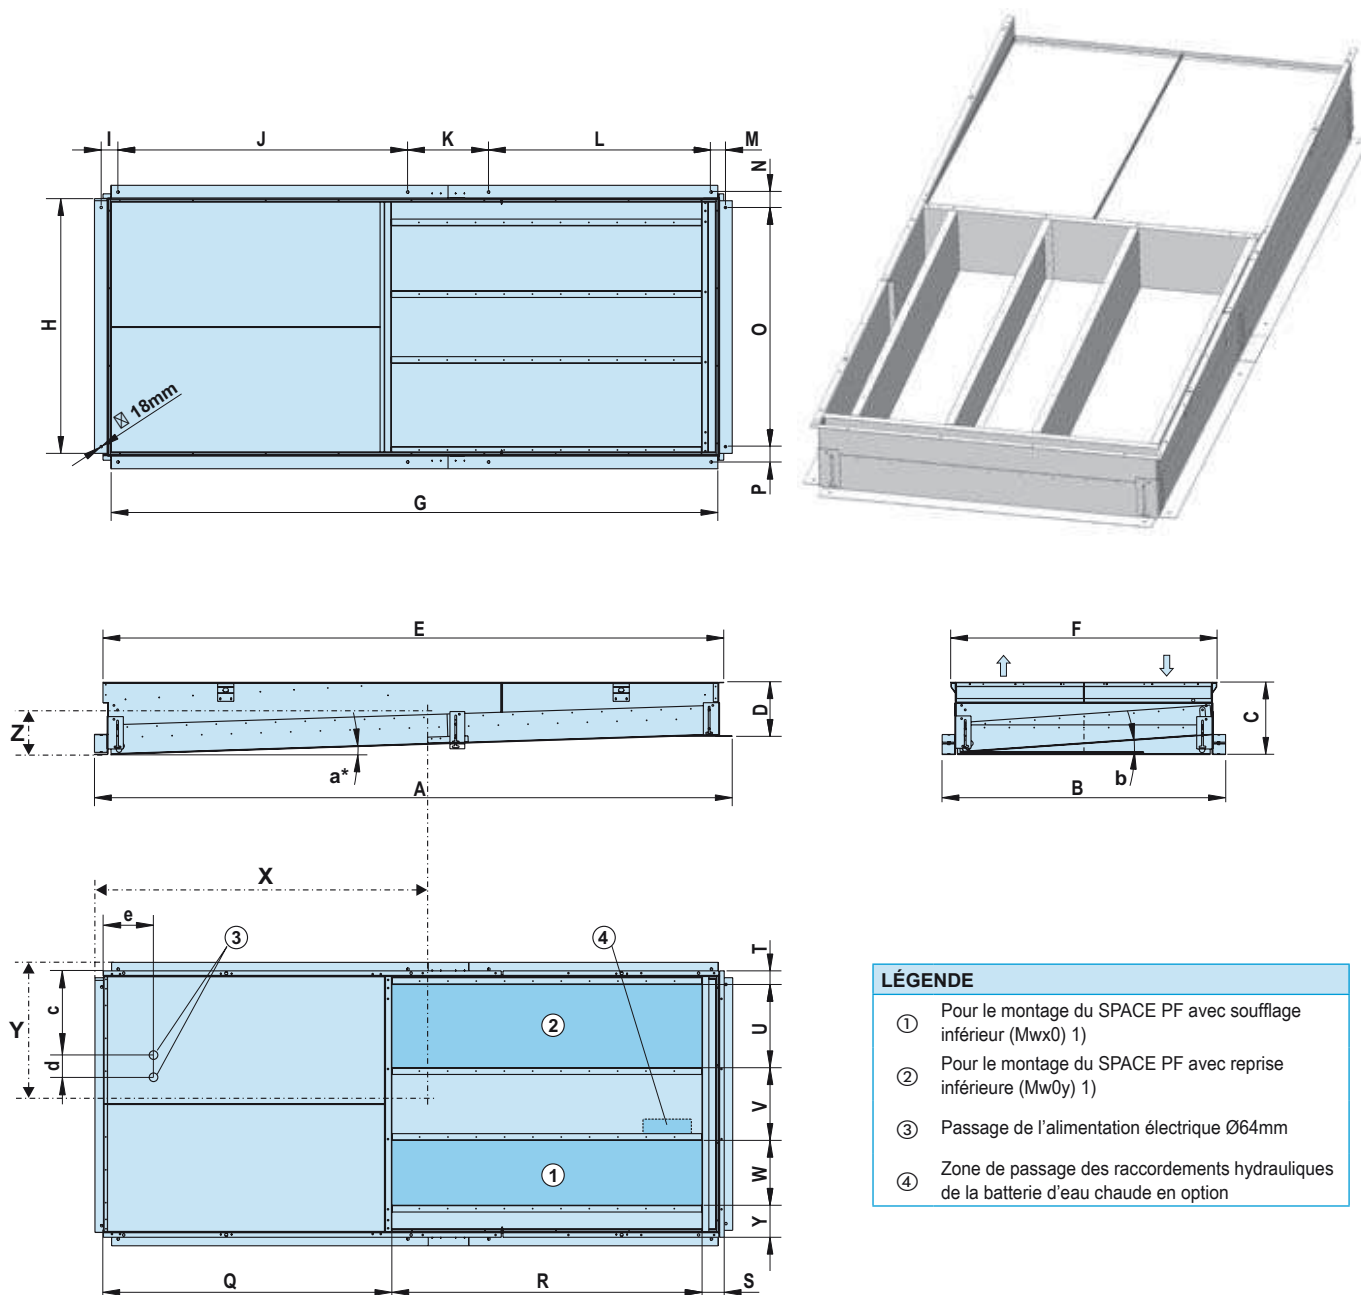 I
J
K
L
M
N
H
O
18mm
P
G
E
F
Z
D
C
a*
A
b
B
X
e
3
4
T
c
Y
2
U
d
V
1
W
Y
Q
R
S
LÉGENDE
① Pour le montage du SPACE PF avec soufflage
inférieur (Mwx0) 1)
② Pour le montage du SPACE PF avec reprise
inférieure (Mw0y) 1)
③ Passage de l'alimentation électrique Ø64mm
④ Zone de passage des raccordements hydrauliques
de la batterie d'eau chaude en option